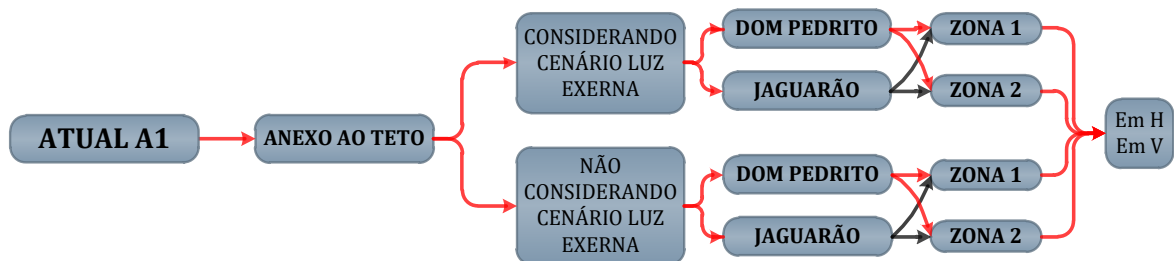 ATUAL A1
ANEXO AO TETO
CONSIDERANDO
CENÁRIO LUZ
EXERNA
DOM PEDRITO
JAGUARÃO
ZONA 1
ZONA 2
NÃO
CONSIDERANDO
CENÁRIO LUZ
EXERNA
DOM PEDRITO
JAGUARÃO
ZONA 1
ZONA 2
Em H
Em V